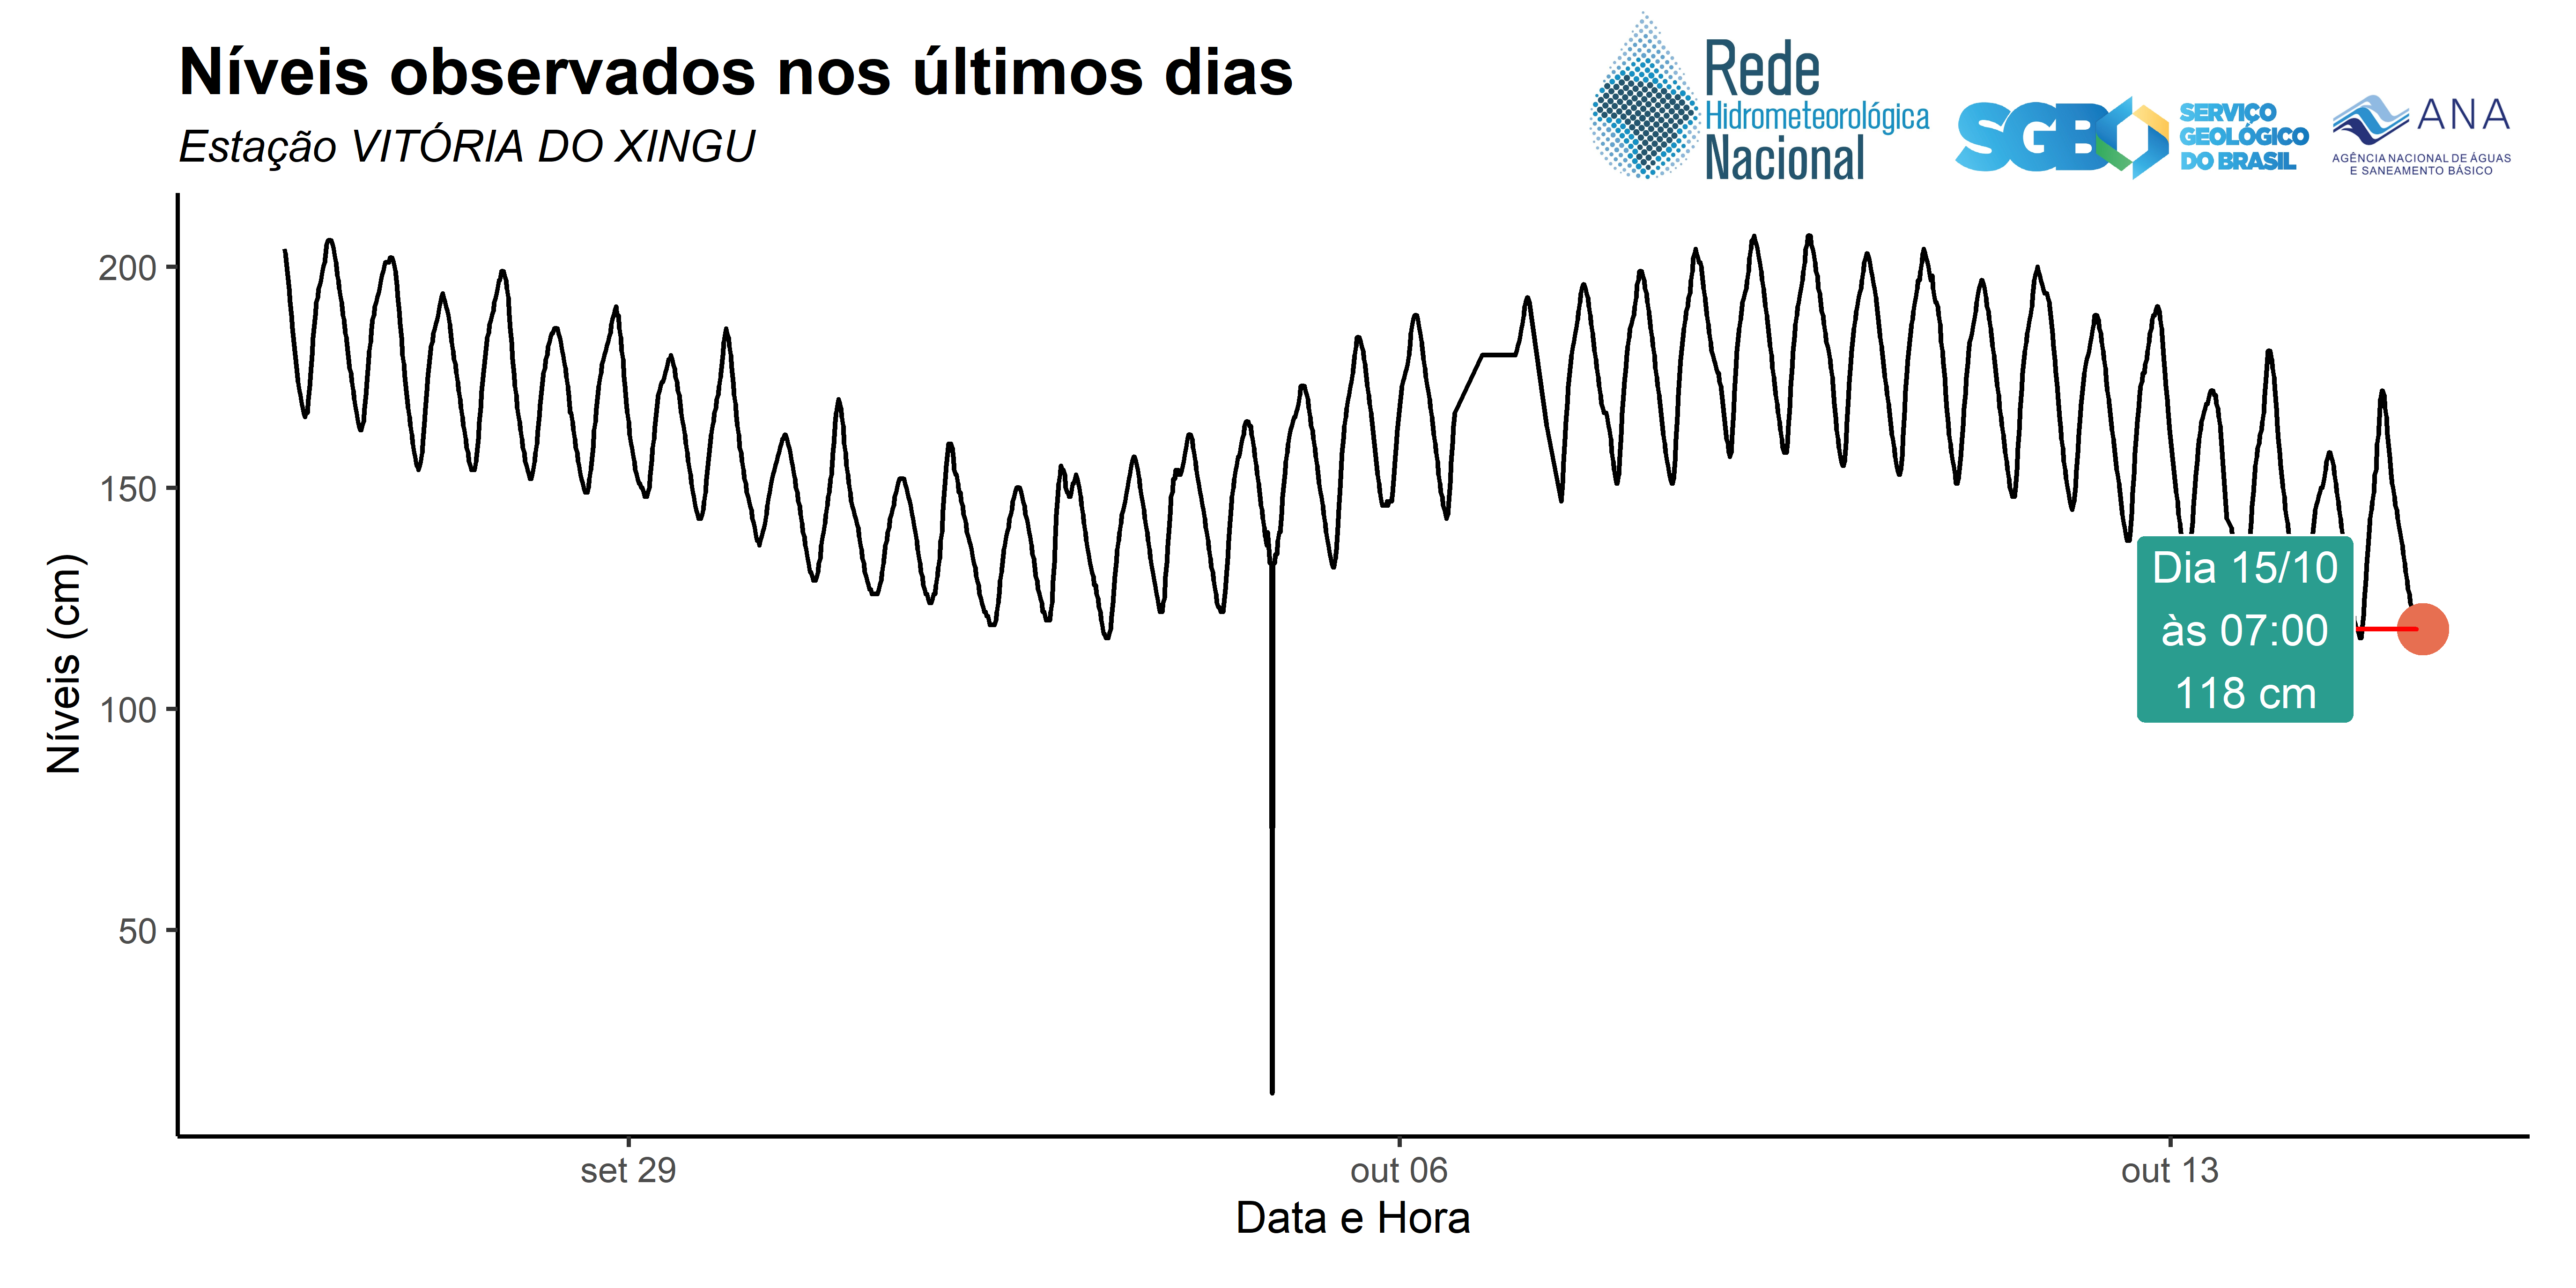 Níveis observados nos últimos dias
Estação VITÓRIA DO XINGU
Rede
Hidrometeorológica
Nacional
SGB
SERVIÇO
GEOLÓGICO
DO BRASIL
ANA
AGÊNCIA NACIONAL DE ÁGUAS
E SANEAMENTO BÁSICO
Níveis (cm)
200
150
100
50
Dia 15/10
às 07:00
118 cm
set 29
out 06
out 13
Data e Hora